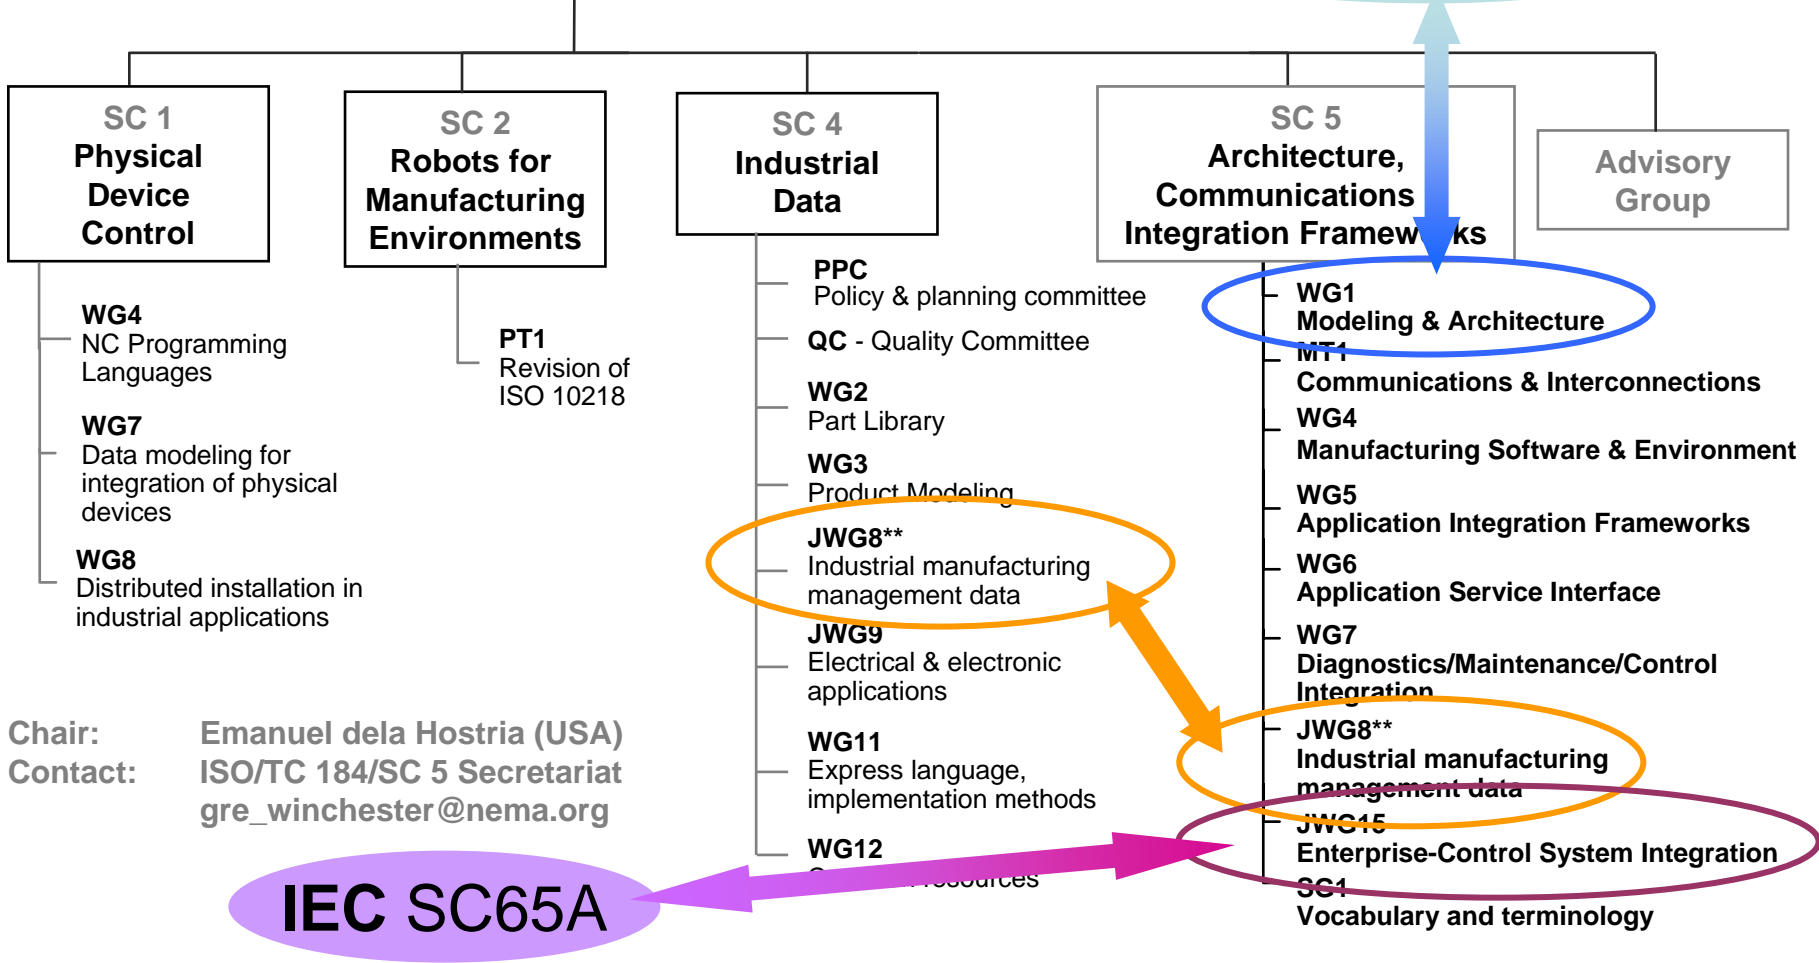 SC 1
Physical
Device
Control
WG4
NC Programming
Languages
WG7
Data modeling for
integration of physical
devices
WG8
Distributed installation in
industrial applications
SC 2
Robots for
Manufacturing
Environments
PT1
Revision of
ISO 10218
SC 4
Industrial
Data
PPC
Policy & planning committee
QC - Quality Committee
WG2
Part Library
WG3
Product Modeling
JWG8**
Industrial manufacturing
management data
JWG9
Electrical & electronic
applications
WG11
Express language,
implementation methods
WG12
resources
SC 5
Architecture,
Communications
Integration Frameworks
WG1
Modeling & Architecture
MT1
Communications & Interconnections
WG4
Manufacturing Software & Environment
WG5
Application Integration Frameworks
WG6
Application Service Interface
WG7
Diagnostics/Maintenance/Control
Integration
JWG8**
Industrial manufacturing
management data
JWG15
Enterprise-Control System Integration
SG1
Vocabulary and terminology
Advisory
Group
Chair: Emanuel dela Hostria (USA)
Contact: ISO/TC 184/SC 5 Secretariat
gre_winchester@nema.org
IEC SC65A